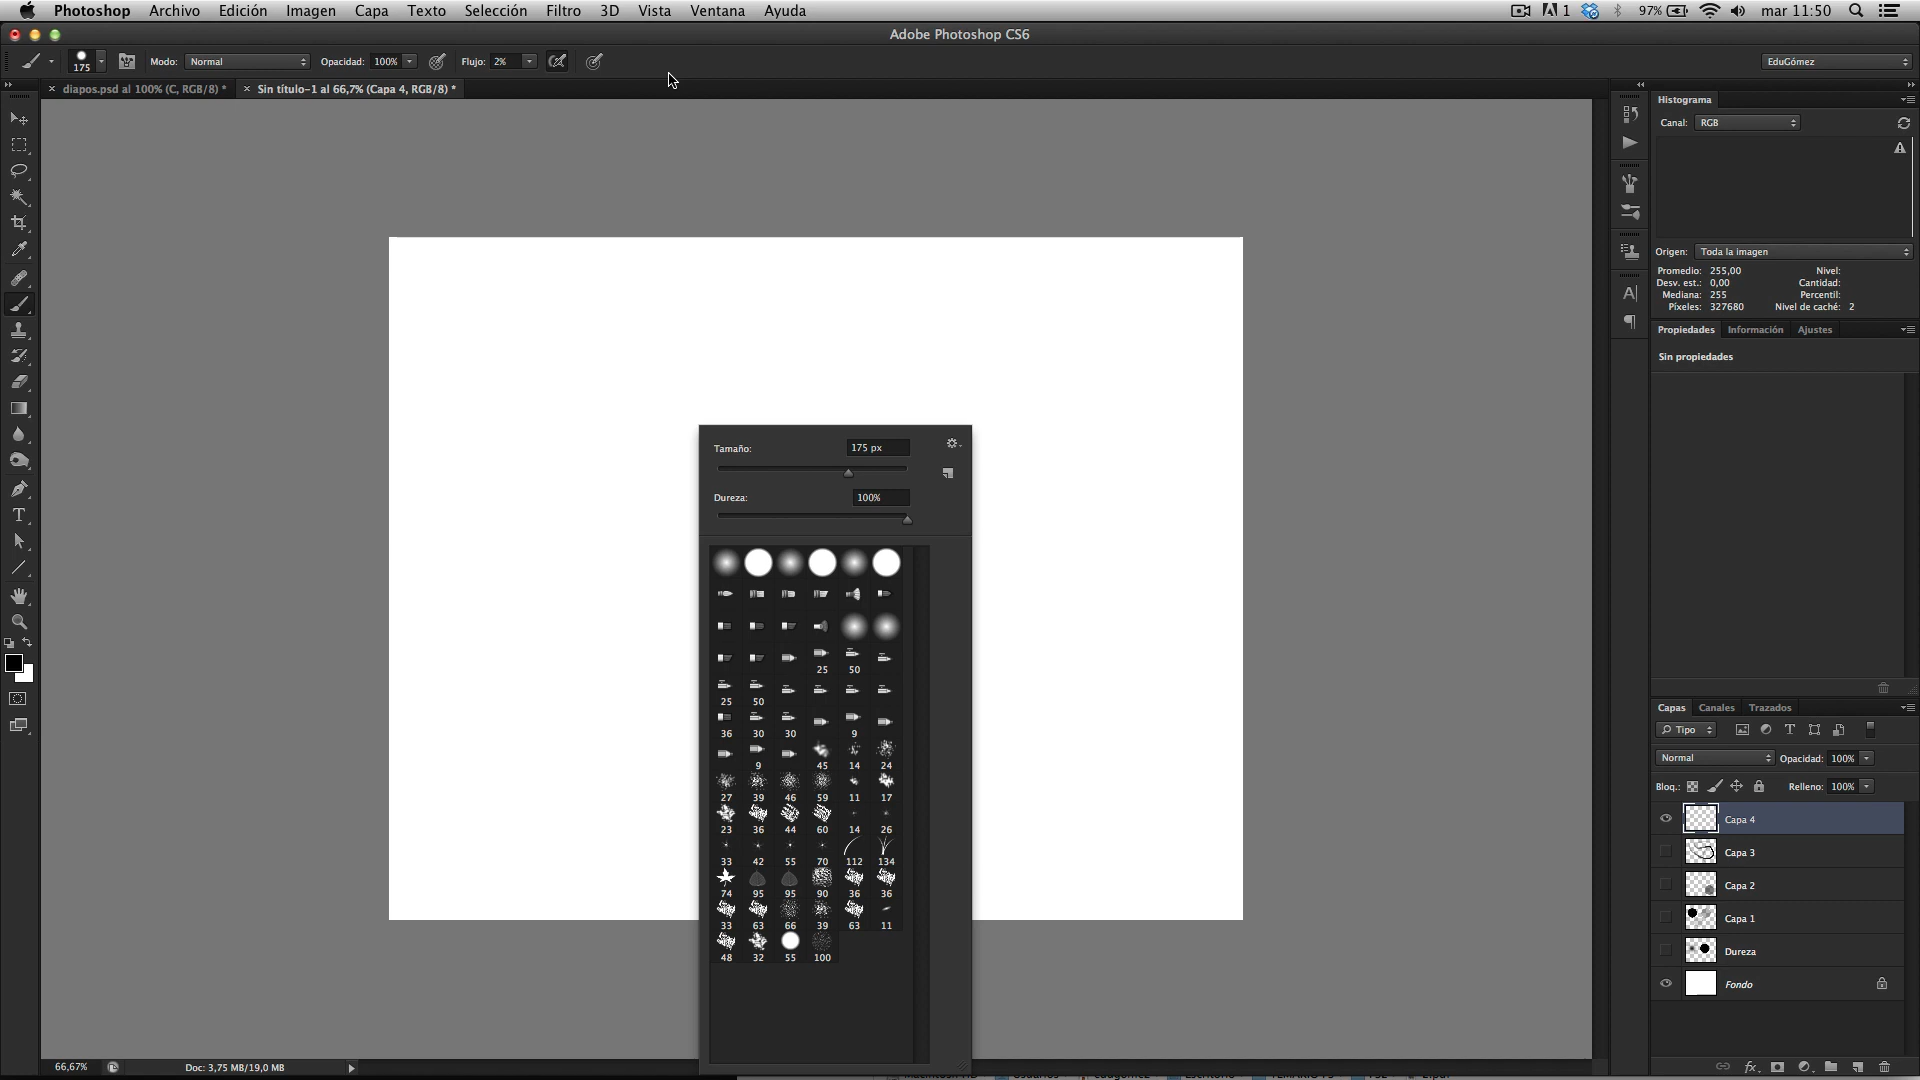 Photoshop Archivo Edición Imagen Capa Texto Selección Filtro 3D Vista Ventana Ayuda 1 97% mar 11:50
Adobe Photoshop CS6
175 Modo: Normal Opacidad: 100% Flujo: 2% EduGómez
× diapos.psd al 100% (C, RGB/8) * × Sin título-1 al 66,7% (Capa 4, RGB/8) *
Histograma
Canal: RGB
Origen: Toda la imagen
Promedio: 255,00 Nivel:
Desv. est.: 0,00 Cantidad:
Mediana: 255 Percentil:
Píxeles: 327680 Nivel de caché: 2
Propiedades Información Ajustes
Sin propiedades
Tamaño: 175 px
Dureza: 100%
25 50
25 50
36 30 30 9
9 45 14 24
27 39 46 59 11 17
23 36 44 60 14 26
33 42 55 70 112 134
74 95 95 90 36 36
33 63 66 39 63 11
48 32 55 100
Capas Canales Trazados
Tipo
Normal Opacidad: 100%
Bloq.: Relleno: 100%
Capa 4
Capa 3
Capa 2
Capa 1
Dureza
Fondo
66,67% Doc: 3,75 MB/19,0 MB